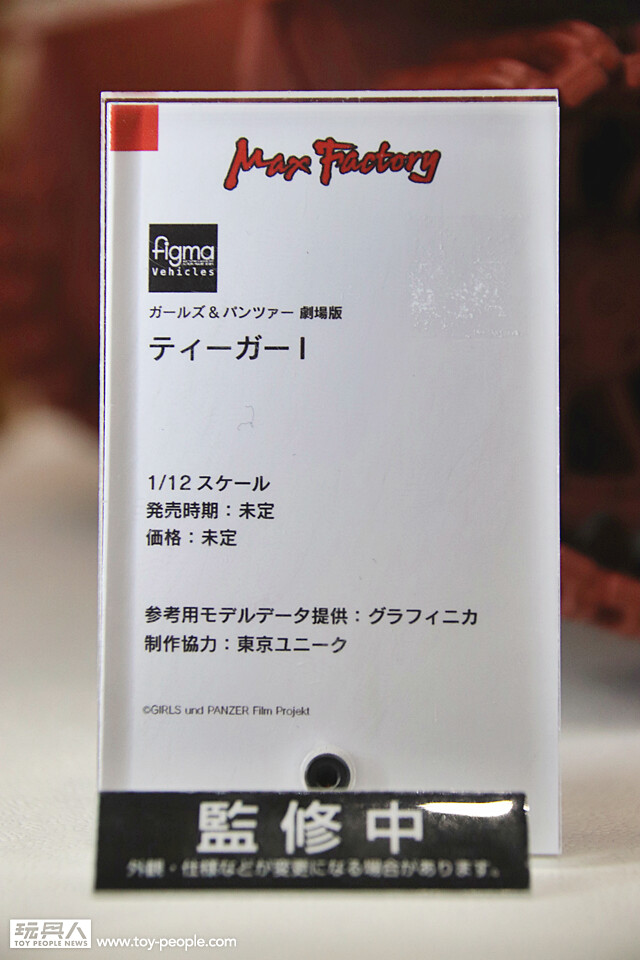 Max Factory
figma
Vehicles
ガールズ&パンツァー 劇場版
ティーガーI
1/12 スケール
発売時期：未定
価格：未定
参考用モデルデータ提供：グラフィニカ
制作協力：東京ユニーク
©GIRLS und PANZER Film Projekt
監修中
外観・仕様などが変更になる場合があります。
玩具人
TOY PEOPLE NEWS
www.toy-people.com